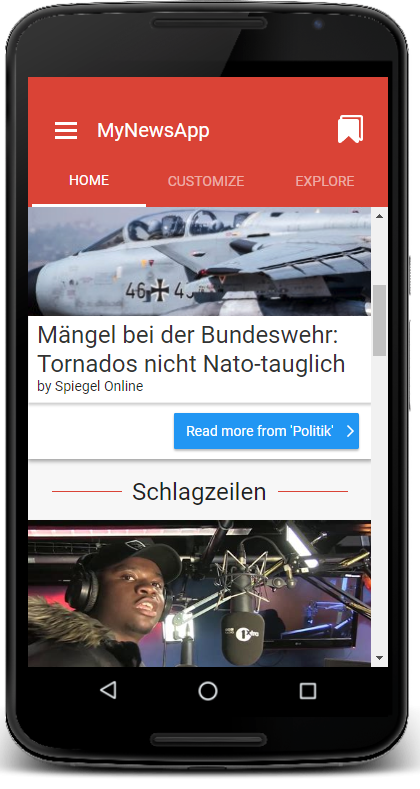 MyNewsApp
HOME CUSTOMIZE EXPLORE
46 + 4
Mängel bei der Bundeswehr:
Tornados nicht Nato-tauglich
by Spiegel Online
Read more from 'Politik'
Schlagzeilen
1Xtra